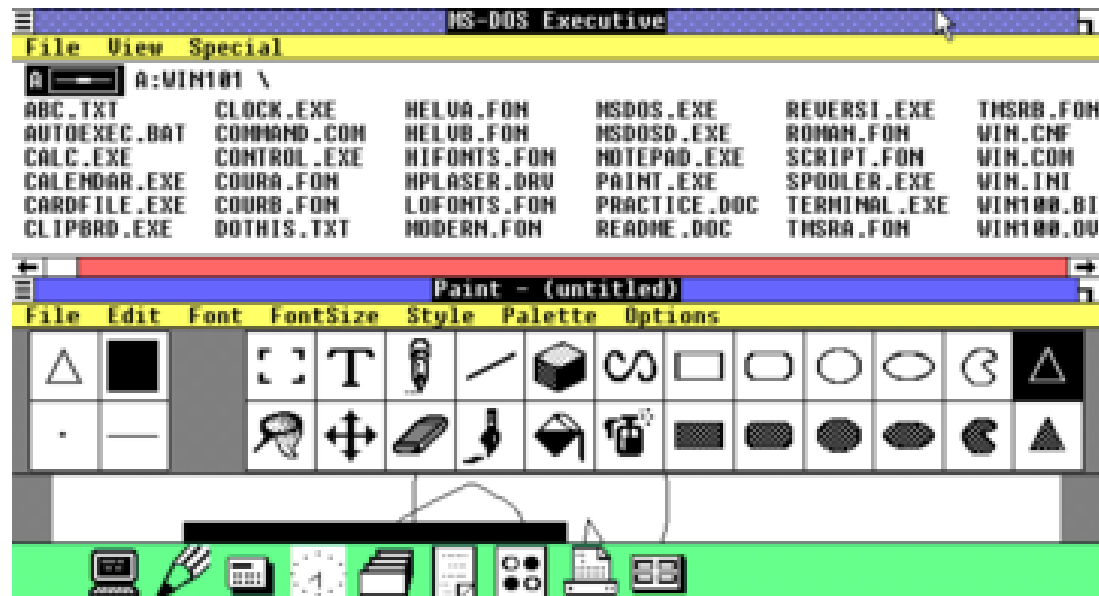 MS-DOS Executive
File View Special
A A:WIN101 \
ABC.TXT CLOCK.EXE HELVA.FON MSDOS.EXE REVERSI.EXE TMSRB.FON
AUTOEXEC.BAT COMMAND.COM HELVB.FON MSDOSD.EXE ROMAN.FON WIN.CNF
CALC.EXE CONTROL.EXE HIFONTS.FON NOTEPAD.EXE SCRIPT.FON WIN.COM
CALENDAR.EXE COURA.FON HPLASER.DRV PAINT.EXE SPOOLER.EXE WIN.INI
CARDFILE.EXE COURB.FON LOFONTS.FON PRACTICE.DOC TERMINAL.EXE WIN100.BI
CLIPBRD.EXE DOTHIS.TXT MODERN.FON README.DOC TMSRA.FON WIN100.OV
Paint - (untitled)
File Edit Font FontSize Style Palette Options
T